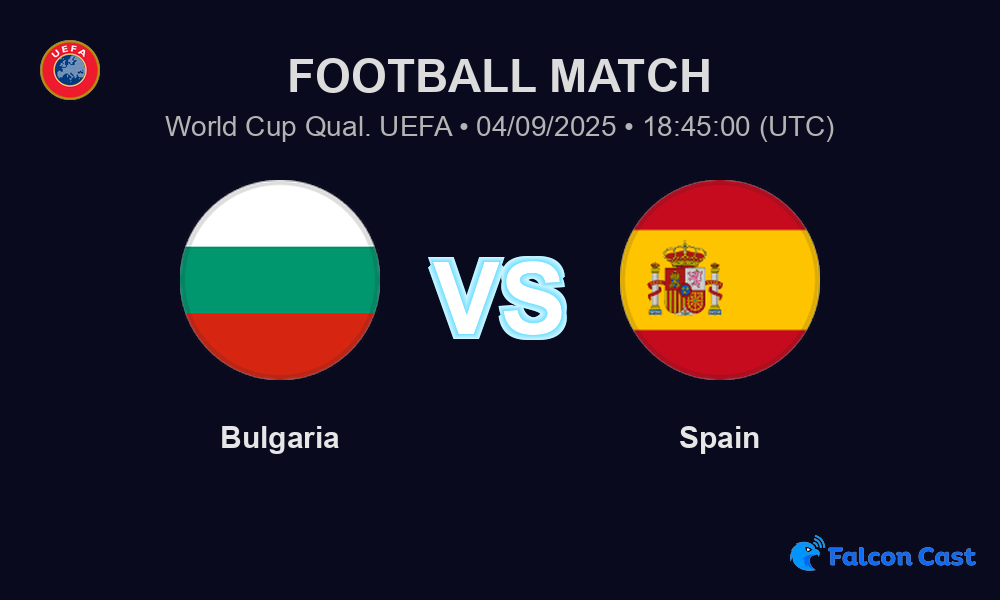 UEFA
FOOTBALL MATCH
World Cup Qual. UEFA • 04/09/2025 • 18:45:00 (UTC)
VS
Bulgaria
Spain
Falcon Cast